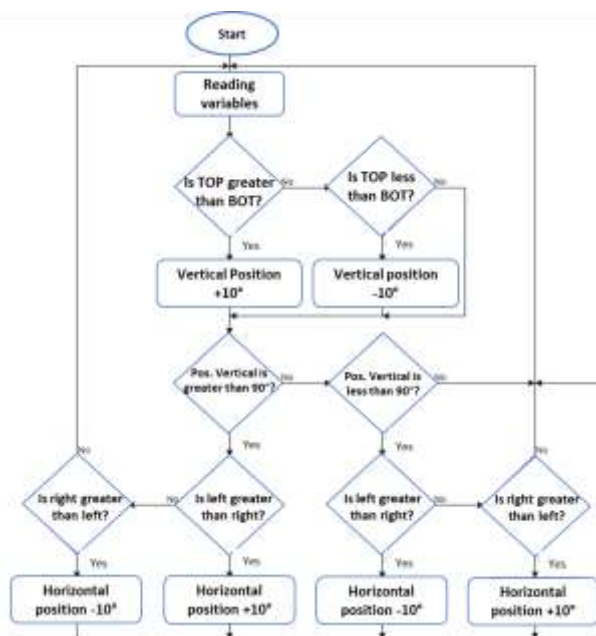 Start
Reading
variables
Is TOP greater
than BOT?
No
Is TOP less
than BOT?
No
Yes
Yes
Vertical Position
+10°
Vertical position
-10°
Pos. Vertical is
greater than 90°?
No
Pos. Vertical is
less than 90°?
No
Yes
Yes
No
No
Is right greater
than left?
No
Is left greater
than right?
Is left greater
than right?
No
Is right greater
than left?
Yes
Yes
Yes
Yes
Horizontal
position -10°
Horizontal
position +10°
Horizontal
position -10°
Horizontal
position +10°